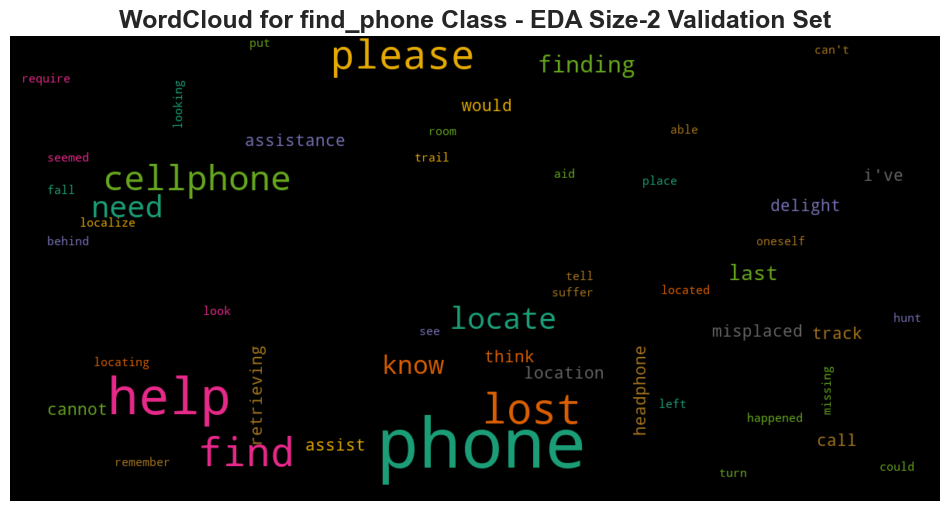 WordCloud for find_phone Class - EDA Size-2 Validation Set
put
please
finding
can't
require
looking
would
assistance
room
able
seemed
trail
cellphone
aid
place
i've
fall
need
delight
localize
behind
oneself
last
tell
suffer
located
look
locate
see
hunt
misplaced
track
know
think
location
locating
retrieving
headphone
missing
help
cannot
lost
left
happened
phone
find
assist
call
remember
turn
could